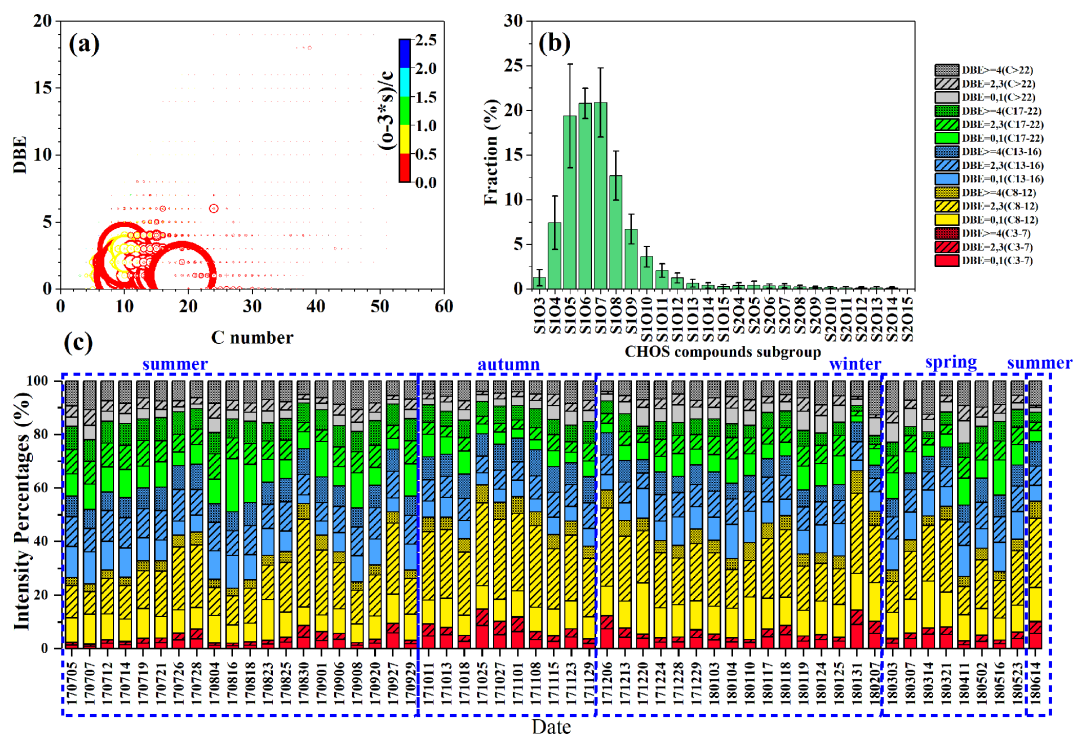 (a)
20
15
10
5
0
DBE
0
10
20
30
40
50
60
C number
2.5
2.0
1.5
1.0
0.5
0.0
(o-3*s)/c
(b)
30
25
20
15
10
5
0
Fraction (%)
S1O3
S1O4
S1O5
S1O6
S1O7
S1O8
S1O9
S1O10
S1O11
S1O12
S1O13
S1O14
S1O15
S2O4
S2O5
S2O6
S2O7
S2O8
S2O9
S2O10
S2O11
S2O12
S2O13
S2O14
S2O15
CHOS compounds subgroup
DBE>=4(C>22)
DBE=2,3(C>22)
DBE=0,1(C>22)
DBE>=4(C17-22)
DBE=2,3(C17-22)
DBE=0,1(C17-22)
DBE>=4(C13-16)
DBE=2,3(C13-16)
DBE=0,1(C13-16)
DBE>=4(C8-12)
DBE=2,3(C8-12)
DBE=0,1(C8-12)
DBE>=4(C3-7)
DBE=2,3(C3-7)
DBE=0,1(C3-7)
(c)
summer
autumn
winter
spring
summer
100
80
60
40
20
0
Intensity Percentages (%)
170705
170707
170712
170714
170719
170721
170726
170728
170804
170816
170818
170823
170825
170830
170901
170906
170908
170920
170927
170929
171011
171013
171018
171025
171027
171101
171108
171115
171123
171129
171206
171213
171220
171224
171228
171229
180103
180104
180110
180117
180118
180119
180124
180125
180131
180207
180303
180307
180314
180321
180411
180502
180516
180523
180614
Date